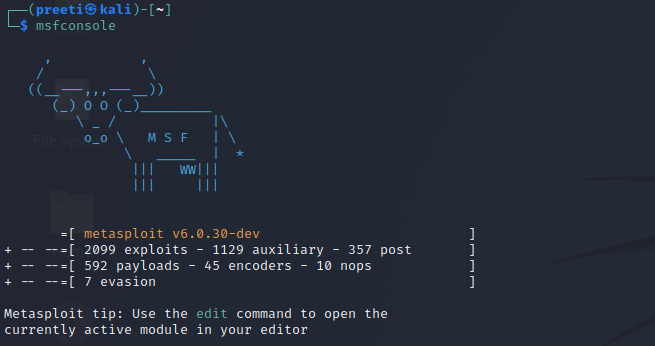 ┌──(preeti㉿kali)-[~]
└─$ msfconsole
     ,           ,
    /             \
   ((__---,,,---__))
      (_) O O (_)_________
         \ _ /            |\
          o_o \   M S F   | \
               \   _____  |  *
                |||   WW|||
                |||     |||
File Sys
       =[ metasploit v6.0.30-dev                          ]
+ -- --=[ 2099 exploits - 1129 auxiliary - 357 post       ]
+ -- --=[ 592 payloads - 45 encoders - 10 nops            ]
+ -- --=[ 7 evasion                                       ]
Metasploit tip: Use the edit command to open the
currently active module in your editor